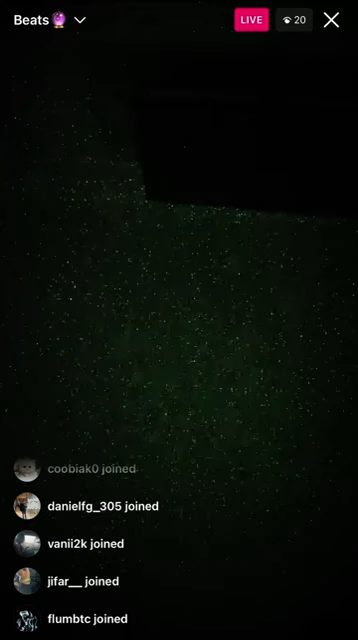 Beats🔮
LIVE
20
coobiak0 joined
danielfg_305 joined
vanii2k joined
jifar__ joined
flumbtc joined